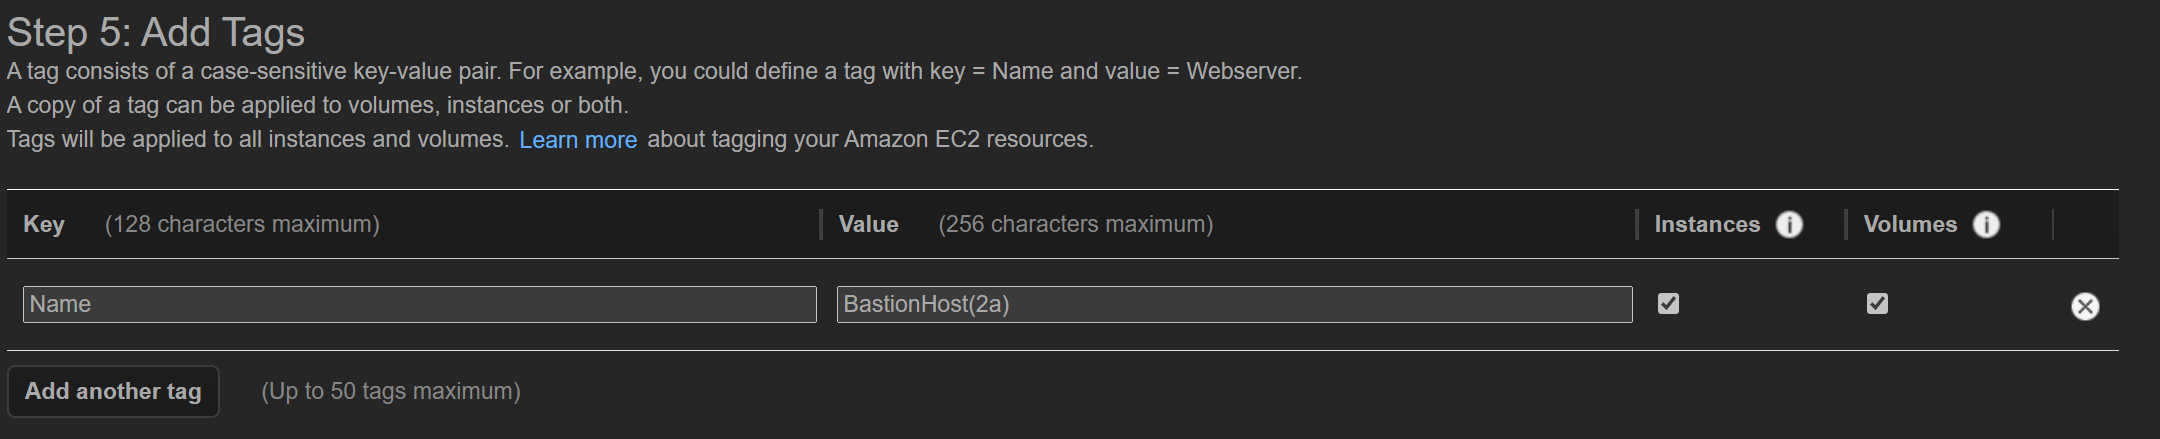 Step 5: Add Tags
A tag consists of a case-sensitive key-value pair. For example, you could define a tag with key = Name and value = Webserver.
A copy of a tag can be applied to volumes, instances or both.
Tags will be applied to all instances and volumes. Learn more about tagging your Amazon EC2 resources.
Key (128 characters maximum) Value (256 characters maximum) Instances i Volumes i
Name BastionHost(2a)
Add another tag (Up to 50 tags maximum)